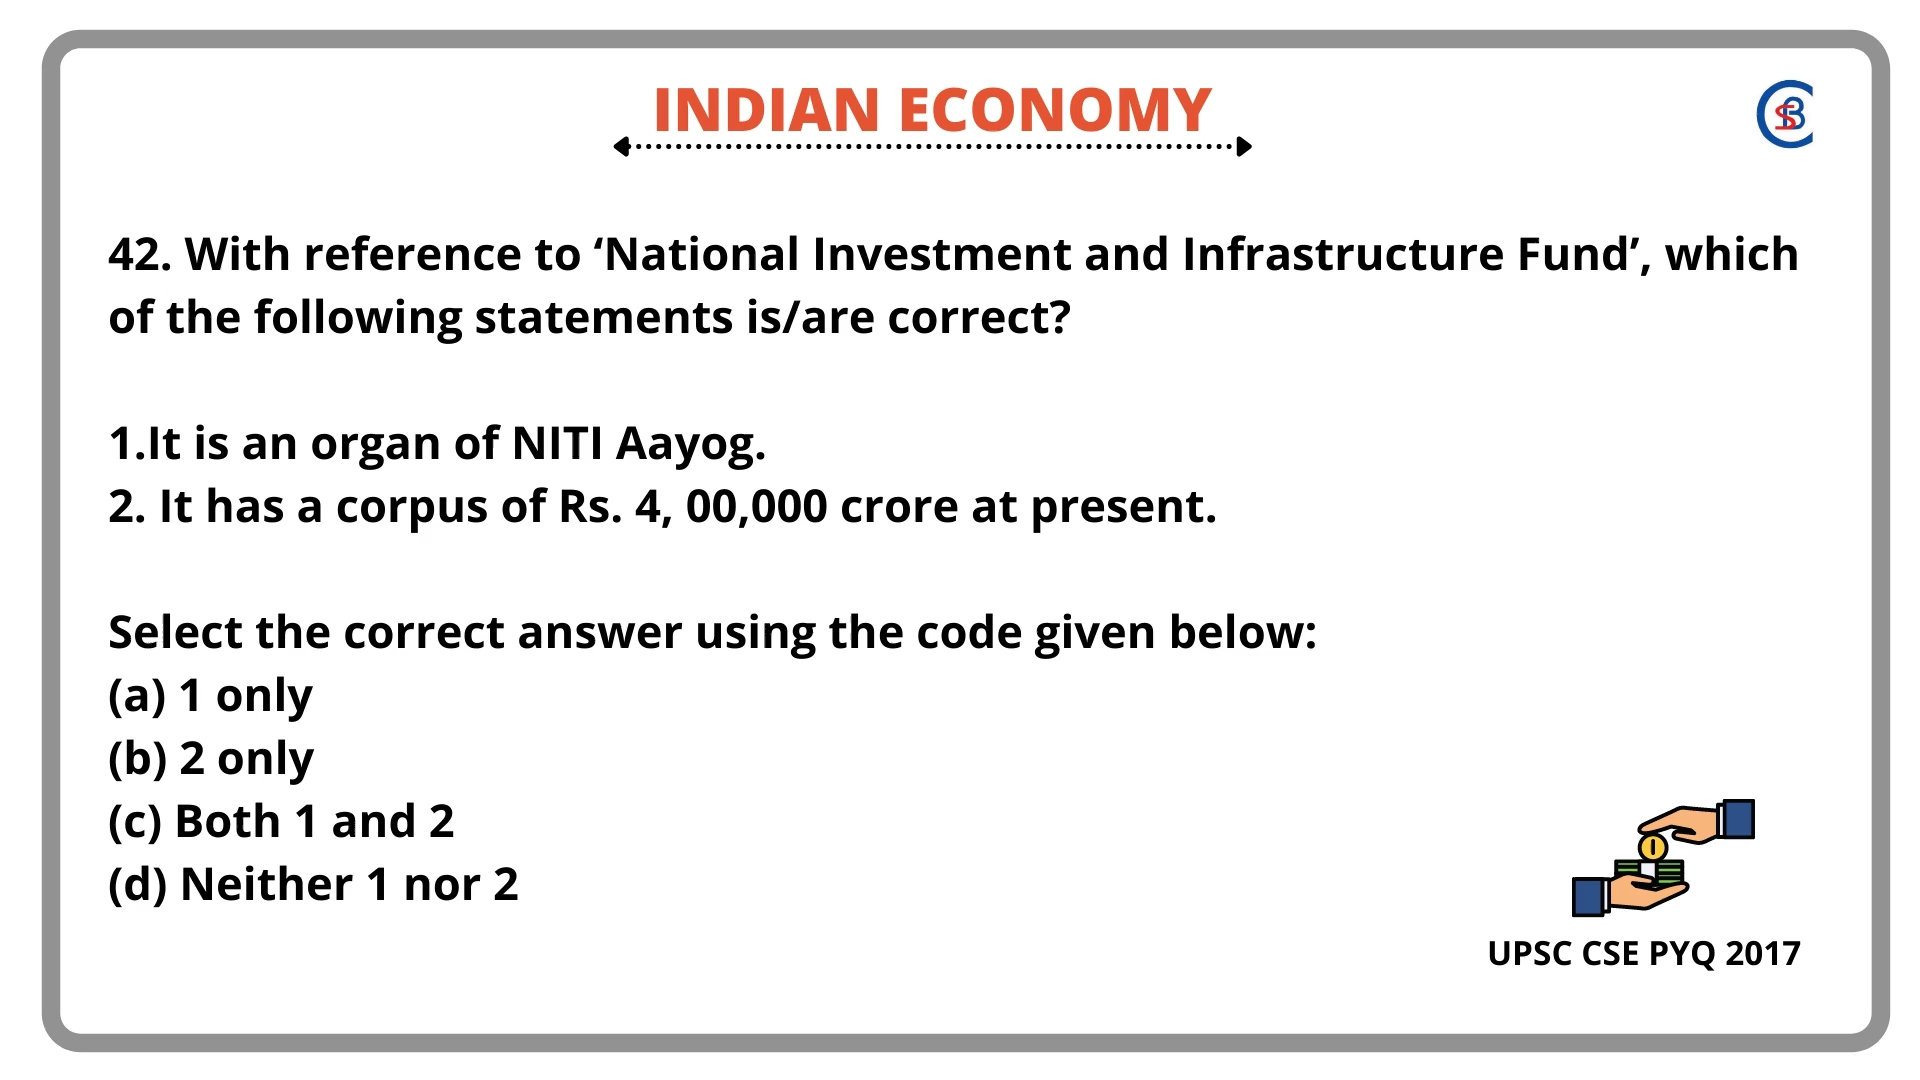 INDIAN ECONOMY
42. With reference to ‘National Investment and Infrastructure Fund’, which
of the following statements is/are correct?
1.It is an organ of NITI Aayog.
2. It has a corpus of Rs. 4, 00,000 crore at present.
Select the correct answer using the code given below:
(a) 1 only
(b) 2 only
(c) Both 1 and 2
(d) Neither 1 nor 2
UPSC CSE PYQ 2017